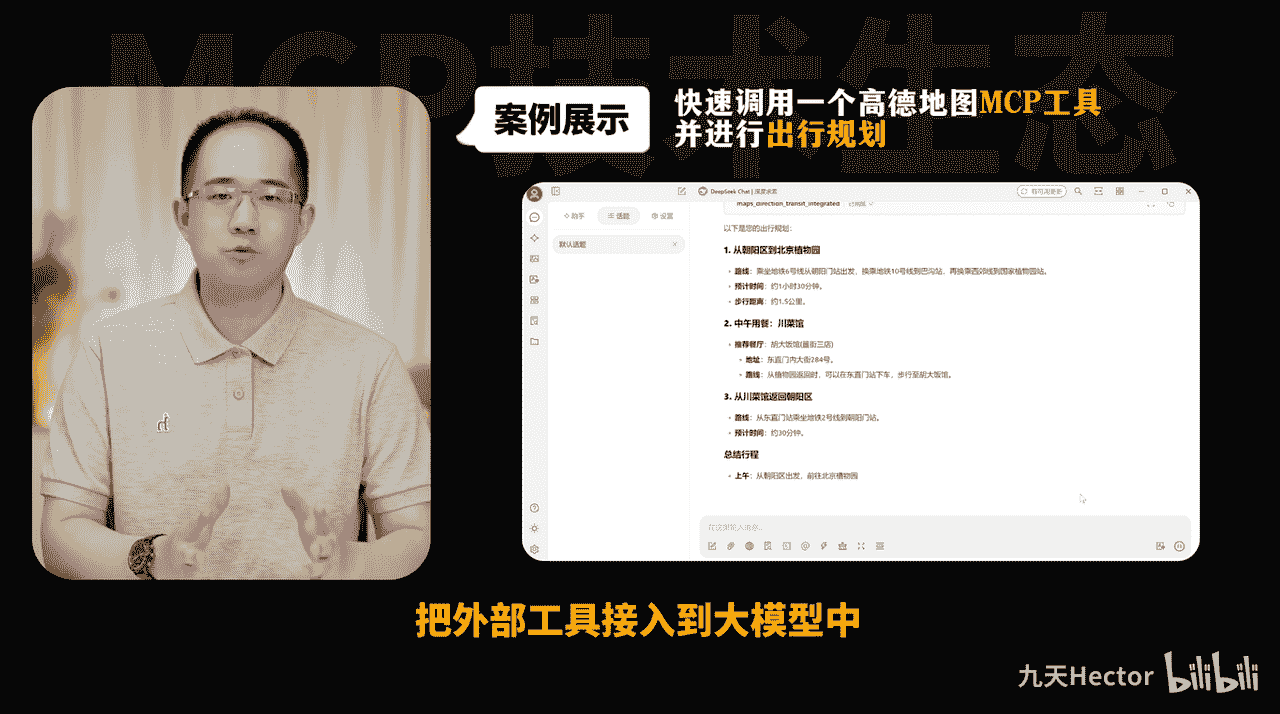 MCP技术生态
案例展示
快速调用一个高德地图MCP工具
并进行出行规划
DeepSeek Chat | 深度求索
助手
话题
设置
maps_direction_transit_integrated
默认话题
以下是您的出行规划:
1. 从朝阳区到北京植物园
路线: 乘坐地铁6号线从朝阳门站出发, 换乘地铁10号线到巴沟站, 再换乘西郊线到国家植物园站。
预计时间: 约1小时30分钟。
步行距离: 约1.5公里。
2. 中午用餐: 川菜馆
推荐餐厅: 胡大饭馆(簋街三店)
地址: 东直门内大街284号。
路线: 从植物园返回时, 可以在东直门站下车, 步行至胡大饭馆。
3. 从川菜馆返回朝阳区
路线: 从东直门站乘坐地铁2号线到朝阳门站。
预计时间: 约30分钟。
总结行程
上午: 从朝阳区出发, 前往北京植物园
把外部工具接入到大模型中
九天Hector bilibili